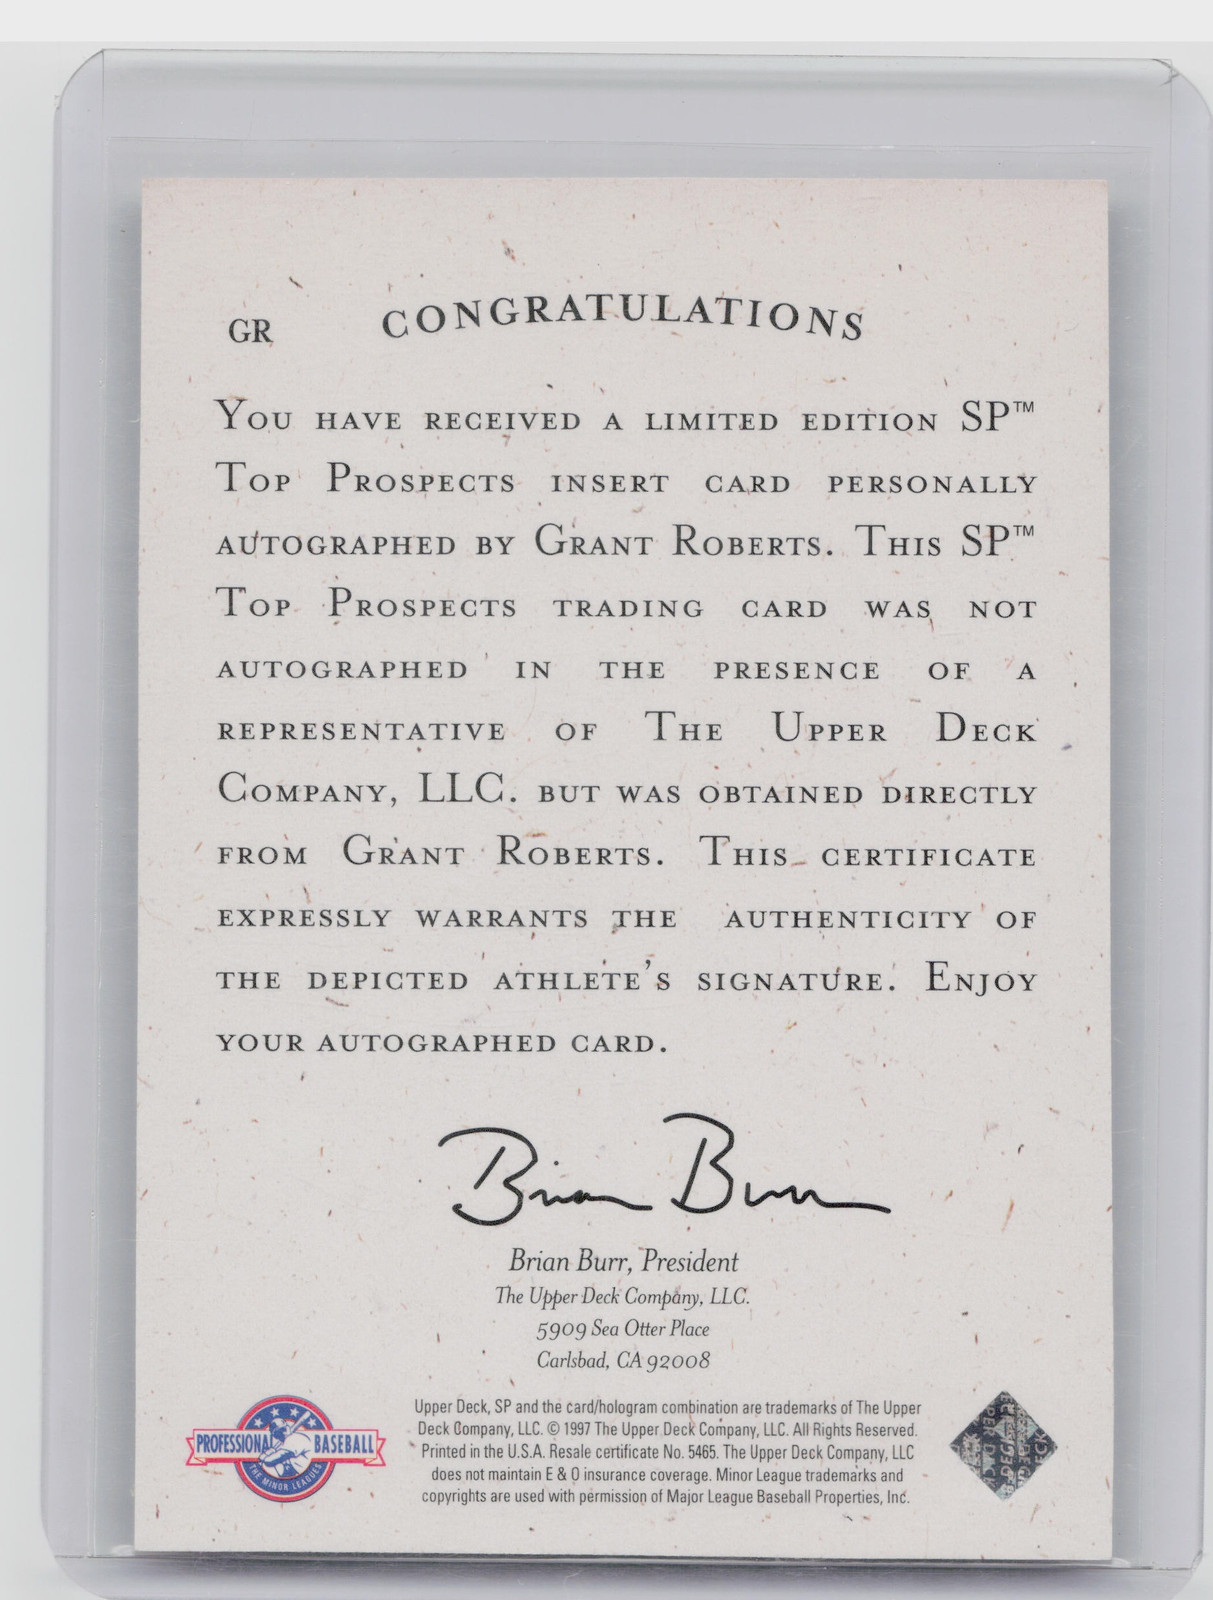 GR
CONGRATULATIONS
YOU HAVE RECEIVED A LIMITED EDITION SP™
TOP PROSPECTS INSERT CARD PERSONALLY
AUTOGRAPHED BY GRANT ROBERTS. THIS SP™
TOP PROSPECTS TRADING CARD WAS NOT
AUTOGRAPHED IN THE PRESENCE OF A
REPRESENTATIVE OF THE UPPER DECK
COMPANY, LLC. BUT WAS OBTAINED DIRECTLY
FROM GRANT ROBERTS. THIS CERTIFICATE
EXPRESSLY WARRANTS THE AUTHENTICITY OF
THE DEPICTED ATHLETE'S SIGNATURE. ENJOY
YOUR AUTOGRAPHED CARD.
Brian Burr
Brian Burr, President
The Upper Deck Company, LLC.
5909 Sea Otter Place
Carlsbad, CA 92008
PROFESSIONAL BASEBALL
THE MINOR LEAGUES
Upper Deck, SP and the card/hologram combination are trademarks of The Upper
Deck Company, LLC. © 1997 The Upper Deck Company, LLC. All Rights Reserved.
Printed in the U.S.A. Resale certificate No. 5465. The Upper Deck Company, LLC
does not maintain E & O insurance coverage. Minor League trademarks and
copyrights are used with permission of Major League Baseball Properties, Inc.